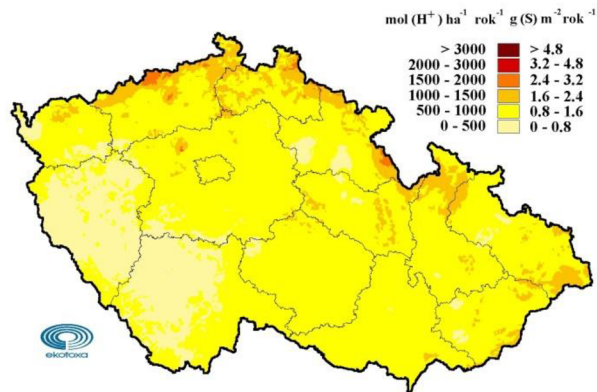 mol (H⁺) ha⁻¹ rok⁻¹ g (S) m⁻² rok⁻¹
> 3000 > 4.8
2000 - 3000 3.2 - 4.8
1500 - 2000 2.4 - 3.2
1000 - 1500 1.6 - 2.4
500 - 1000 0.8 - 1.6
0 - 500 0 - 0.8
ekotoxa